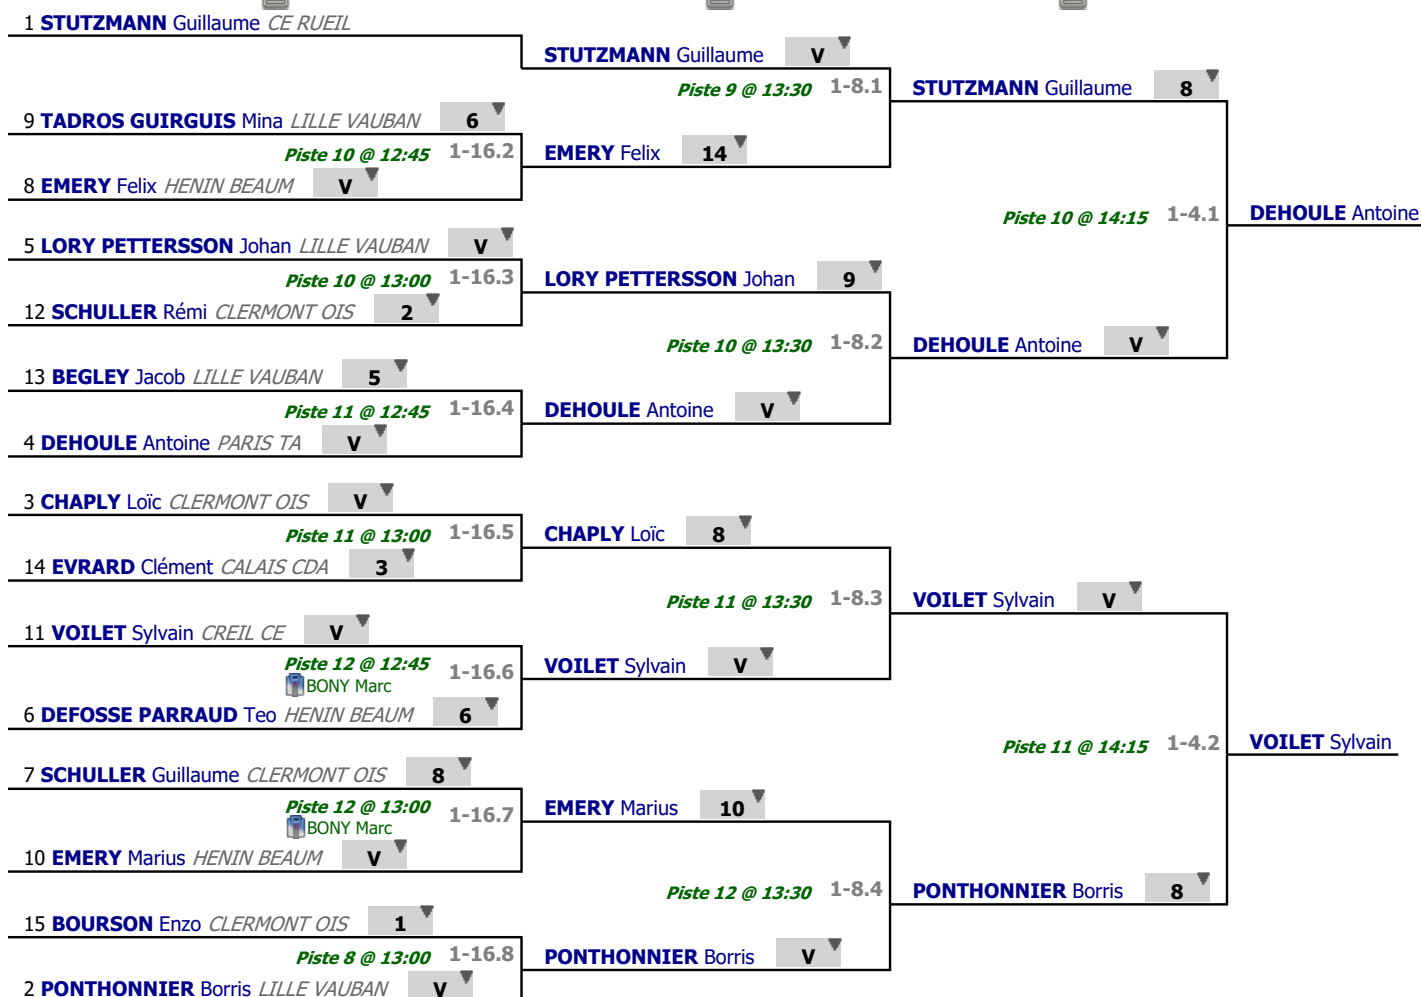 1 STUTZMANN Guillaume CE RUEIL
STUTZMANN Guillaume V
Piste 9 @ 13:30 1-8.1
STUTZMANN Guillaume 8
9 TADROS GUIRGUIS Mina LILLE VAUBAN 6
Piste 10 @ 12:45 1-16.2
EMERY Felix 14
8 EMERY Felix HENIN BEAUM V
Piste 10 @ 14:15 1-4.1
DEHOULE Antoine
5 LORY PETTERSSON Johan LILLE VAUBAN V
Piste 10 @ 13:00 1-16.3
LORY PETTERSSON Johan 9
12 SCHULLER Rémi CLERMONT OIS 2
Piste 10 @ 13:30 1-8.2
DEHOULE Antoine V
13 BEGLEY Jacob LILLE VAUBAN 5
Piste 11 @ 12:45 1-16.4
DEHOULE Antoine V
4 DEHOULE Antoine PARIS TA V
3 CHAPLY Loïc CLERMONT OIS V
Piste 11 @ 13:00 1-16.5
CHAPLY Loïc 8
14 EVRARD Clément CALAIS CDA 3
Piste 11 @ 13:30 1-8.3
VOILET Sylvain V
11 VOILET Sylvain CREIL CE V
Piste 12 @ 12:45 1-16.6
BONY Marc
VOILET Sylvain V
6 DEFOSSE PARRAUD Teo HENIN BEAUM 6
Piste 11 @ 14:15 1-4.2
VOILET Sylvain
7 SCHULLER Guillaume CLERMONT OIS 8
Piste 12 @ 13:00 1-16.7
BONY Marc
EMERY Marius 10
10 EMERY Marius HENIN BEAUM V
Piste 12 @ 13:30 1-8.4
PONTHONNIER Borris 8
15 BOURSON Enzo CLERMONT OIS 1
Piste 8 @ 13:00 1-16.8
PONTHONNIER Borris V
2 PONTHONNIER Borris LILLE VAUBAN V